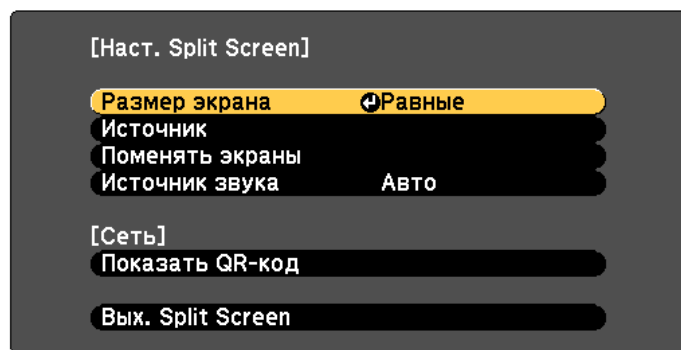 [Наст. Split Screen]
Размер экрана Равные
Источник
Поменять экраны
Источник звука Авто
[Сеть]
Показать QR-код
Вых. Split Screen